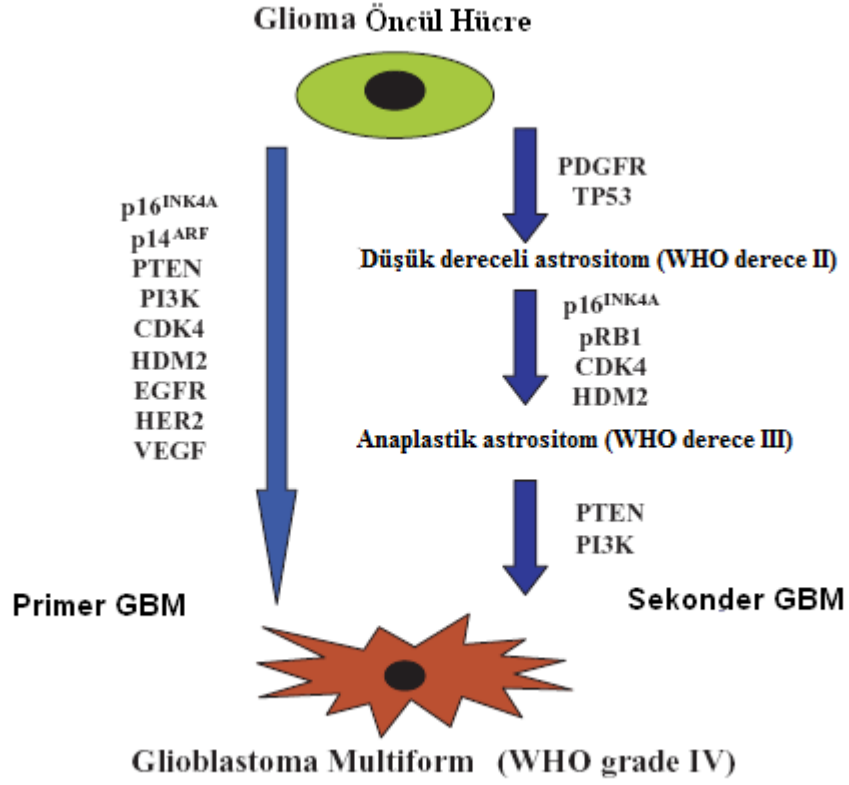 Glioma Öncül Hücre
p16INK4A
p14ARF
PTEN
PI3K
CDK4
HDM2
EGFR
HER2
VEGF
PDGFR
TP53
Düşük dereceli astrositom (WHO derece II)
p16INK4A
pRB1
CDK4
HDM2
Anaplastik astrositom (WHO derece III)
PTEN
PI3K
Primer GBM
Sekonder GBM
Glioblastoma Multiform (WHO grade IV)